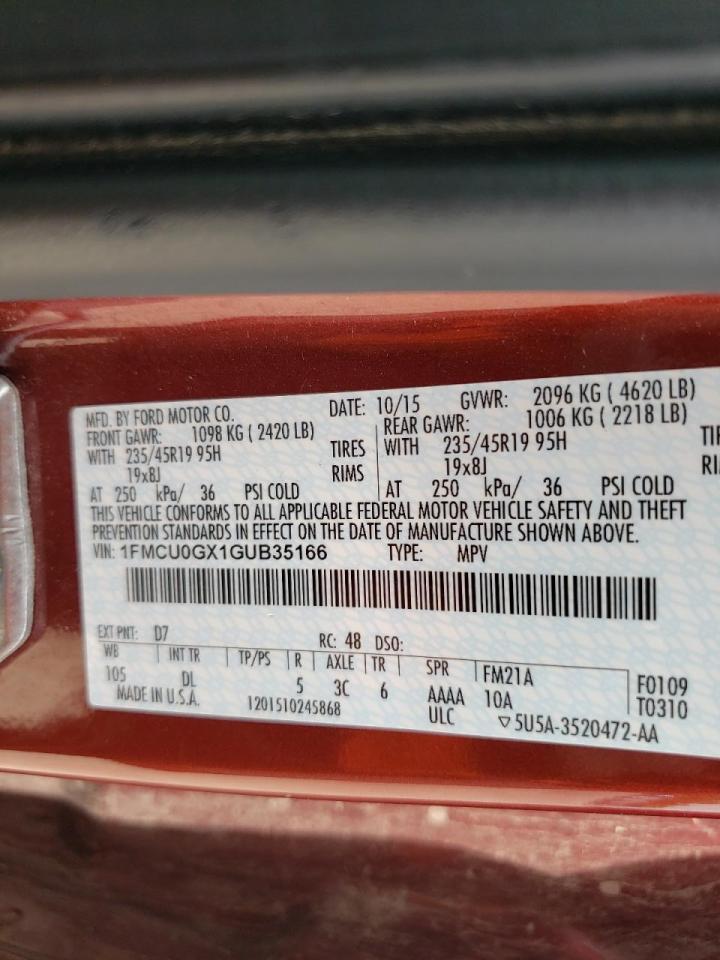 MFD. BY FORD MOTOR CO. DATE: 10/15 GVWR: 2096 KG ( 4620 LB)
FRONT GAWR: 1098 KG ( 2420 LB) REAR GAWR: 1006 KG ( 2218 LB)
WITH 235/45R19 95H TIRES WITH 235/45R19 95H
19x8J RIMS 19x8J
AT 250 kPa/ 36 PSI COLD AT 250 kPa/ 36 PSI COLD
THIS VEHICLE CONFORMS TO ALL APPLICABLE FEDERAL MOTOR VEHICLE SAFETY AND THEFT
PREVENTION STANDARDS IN EFFECT ON THE DATE OF MANUFACTURE SHOWN ABOVE.
VIN: 1FMCU0GX1GUB35166 TYPE: MPV
EXT PNT: D7 RC: 48 DSO:
WB INT TR TP/PS R AXLE TR SPR FM21A F0109
105 DL 5 3C 6 AAAA 10A T0310
MADE IN U.S.A. 1201510245868 ULC 5U5A-3520472-AA